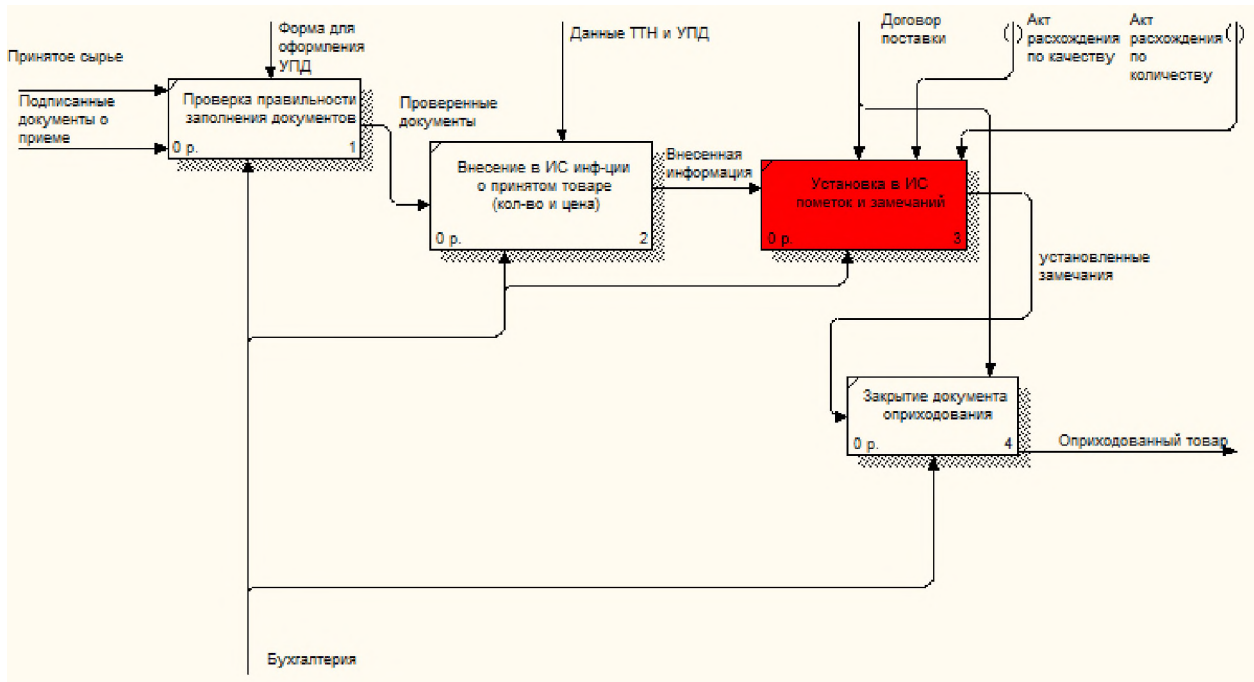 Форма для
оформления
УПД
Данные ТТН и УПД
Договор
поставки
Акт
расхождения
по качеству
Акт
расхождения
по
количеству
Принятое сырье
Подписанные
документы о
приеме
Проверка правильности
заполнения документов
0 р. 1
Проверенные
документы
Внесение в ИС инф-ции
о принятом товаре
(кол-во и цена)
0 р. 2
Внесенная
информация
Установка в ИС
пометок и замечаний
0 р. 3
установленные
замечания
Закрытие документа
оприходования
0 р. 4
Оприходованный товар
Бухгалтерия